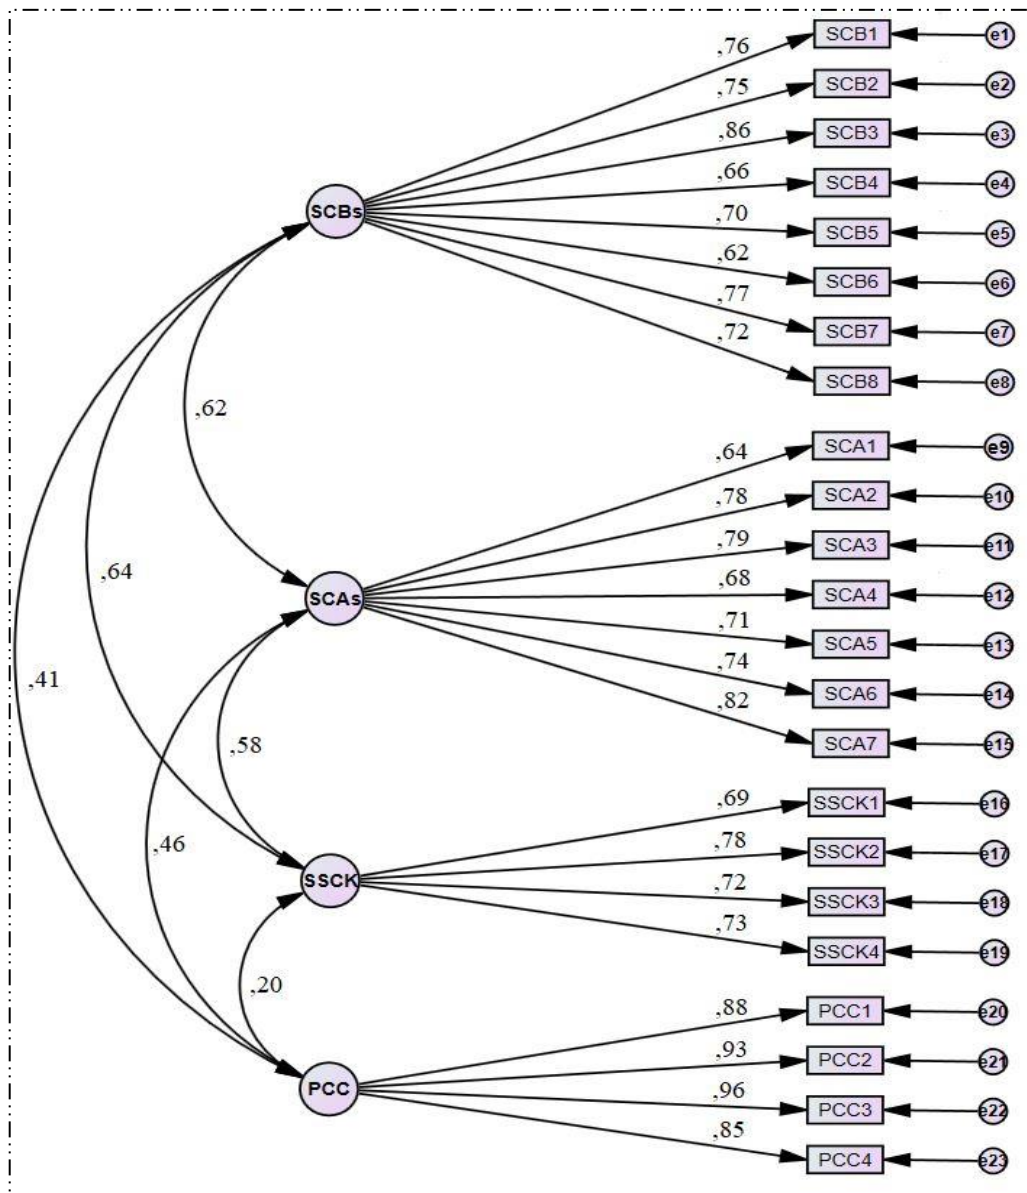 ,76 SCB1 e1
,75 SCB2 e2
,86 SCB3 e3
,66 SCB4 e4
SCBs
,70 SCB5 e5
,62 SCB6 e6
,77 SCB7 e7
,72 SCB8 e8
,62
,64 SCA1 e9
,78 SCA2 e10
,79 SCA3 e11
,64
,68 SCA4 e12
SCAs
,71 SCA5 e13
,41
,74 SCA6 e14
,82 SCA7 e15
,58
,69 SSCK1 e16
,46
,78 SSCK2 e17
SSCK
,72 SSCK3 e18
,73 SSCK4 e19
,20
,88 PCC1 e20
,93 PCC2 e21
PCC
,96 PCC3 e22
,85 PCC4 e23